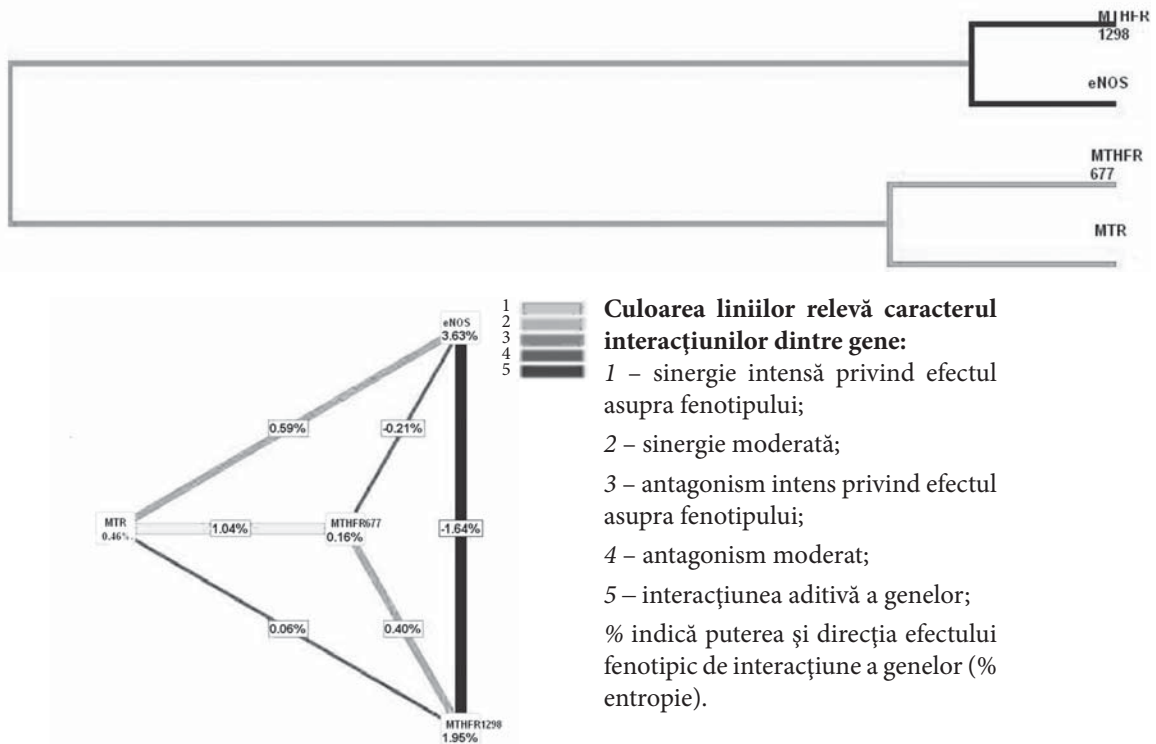 MTHFR
1298
eNOS
MTHFR
677
MTR
eNOS
3.63%
0.59%
-0.21%
MTR
0.46%
1.04%
MTHFR677
0.16%
-1.64%
0.06%
0.40%
MTHFR1298
1.95%
1
2
3
4
5
Culoarea liniilor relevă caracterul
interacţiunilor dintre gene:
1 – sinergie intensă privind efectul
asupra fenotipului;
2 – sinergie moderată;
3 – antagonism intens privind efectul
asupra fenotipului;
4 – antagonism moderat;
5 – interacţiunea aditivă a genelor;
% indică puterea şi direcţia efectului
fenotipic de interacţiune a genelor (%
entropie).